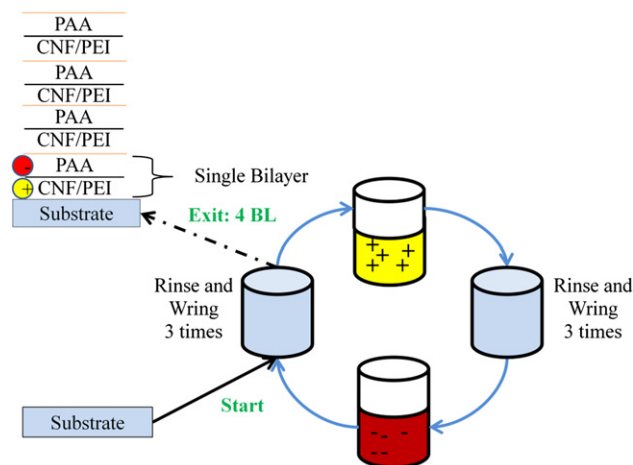 PAA
CNF/PEI
PAA
CNF/PEI
PAA
CNF/PEI
- PAA
+ CNF/PEI
Single Bilayer
Substrate
Exit: 4 BL
+ + + + + + +
Rinse and
Wring
3 times
Rinse and
Wring
3 times
Start
Substrate
- - - - -